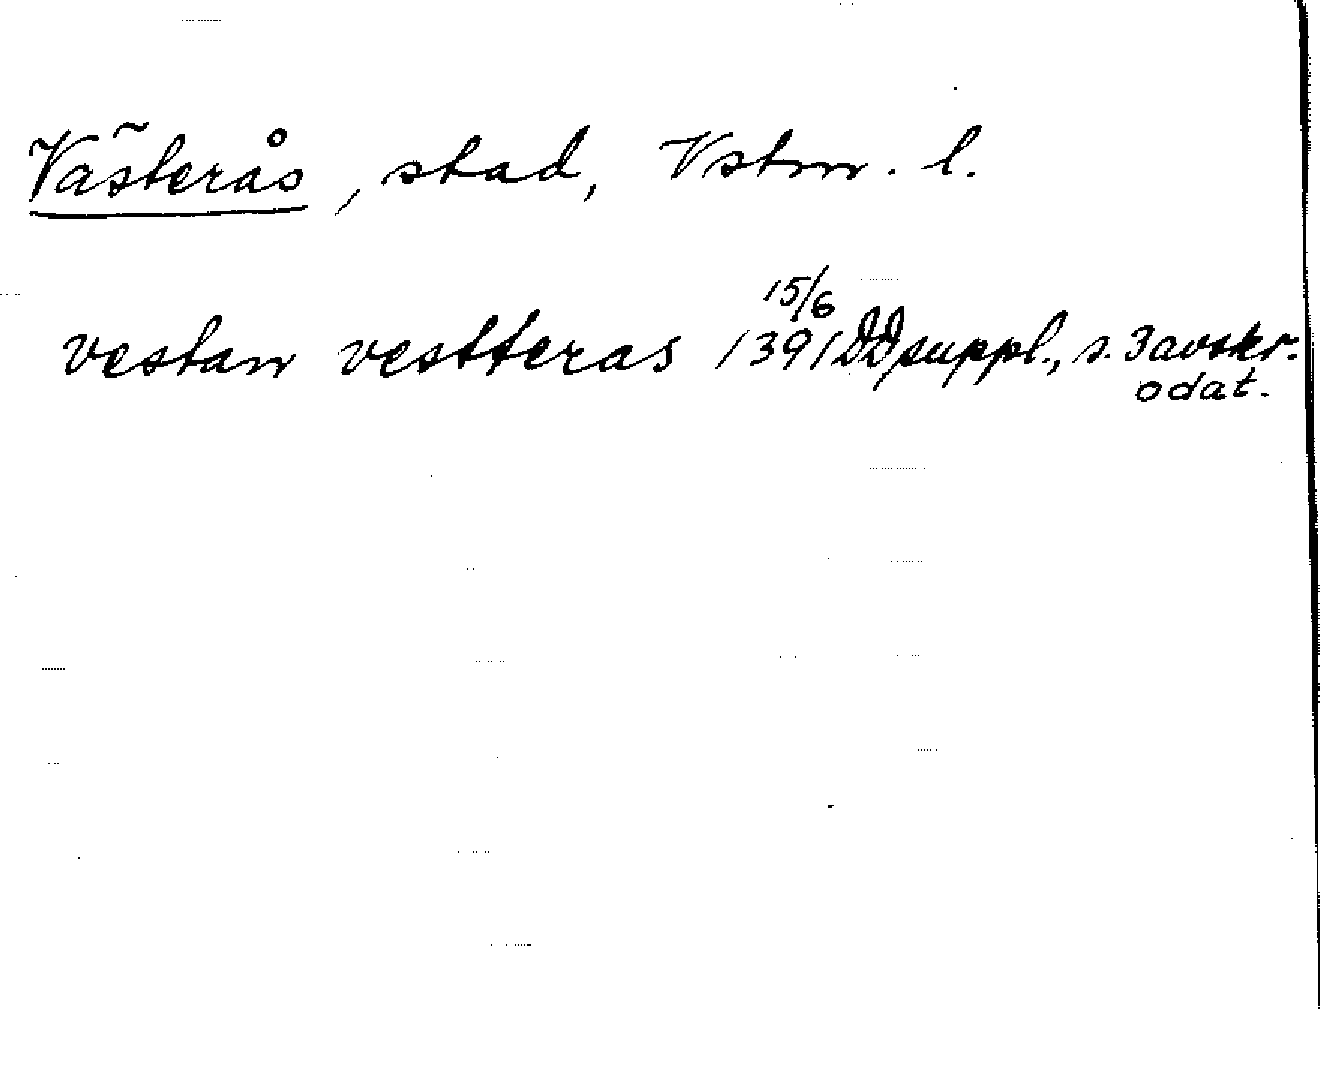 Västerås, stad, Vstm. l.
15/6
vestan vestteras 1391 DD suppl., s. 3 avskr.
odat.